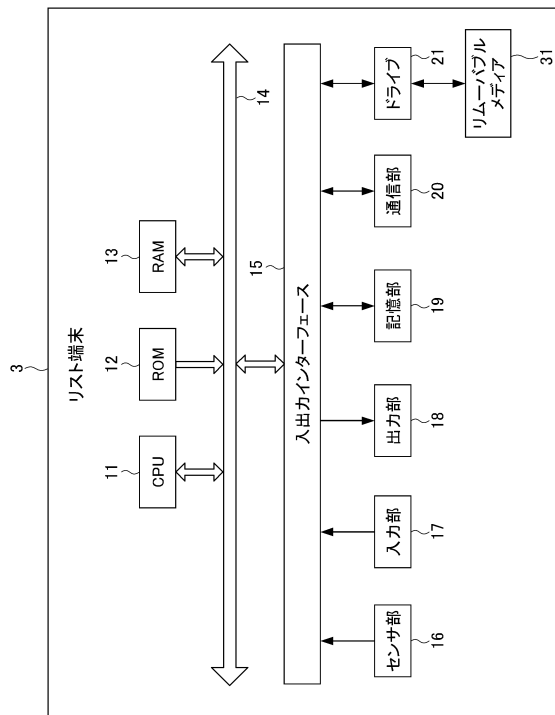 3
リスト端末
11
CPU
12
ROM
13
RAM
14
15
入出力インターフェース
センサ部
16
入力部
17
出力部
18
記憶部
19
通信部
20
ドライブ
21
リムーバブル
メディア
31